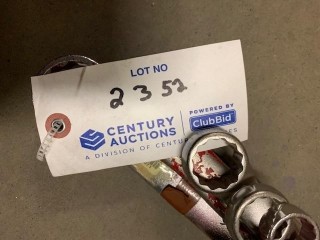 LOT NO
2352
CENTURY
AUCTIONS
POWERED BY
ClubBid
A DIVISION OF CENTU